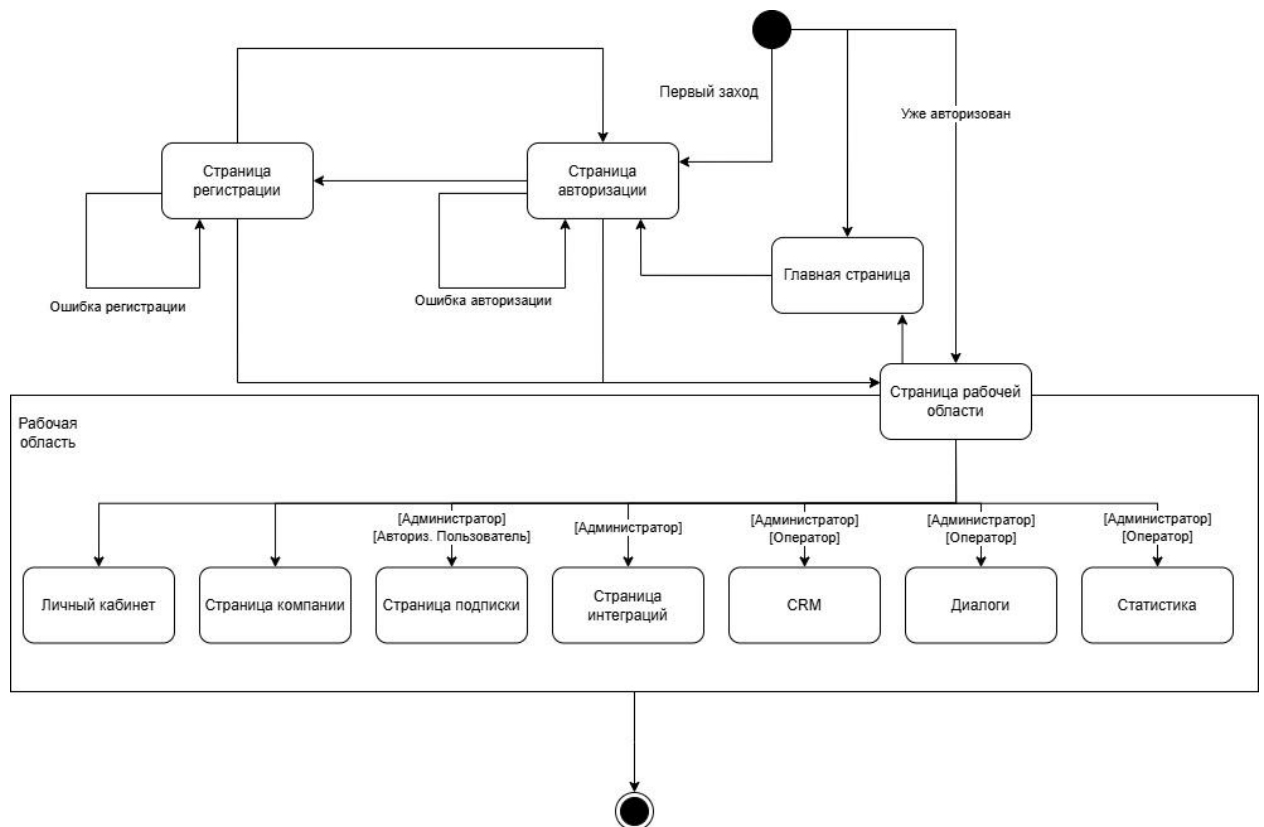 Первый заход
Уже авторизован
Страница
регистрации
Страница
авторизации
Главная страница
Ошибка регистрации
Ошибка авторизации
Страница рабочей
области
Рабочая
область
[Администратор]
[Авториз. Пользователь]
[Администратор]
[Администратор]
[Оператор]
[Администратор]
[Оператор]
[Администратор]
[Оператор]
Личный кабинет
Страница компании
Страница подписки
Страница
интеграций
CRM
Диалоги
Статистика